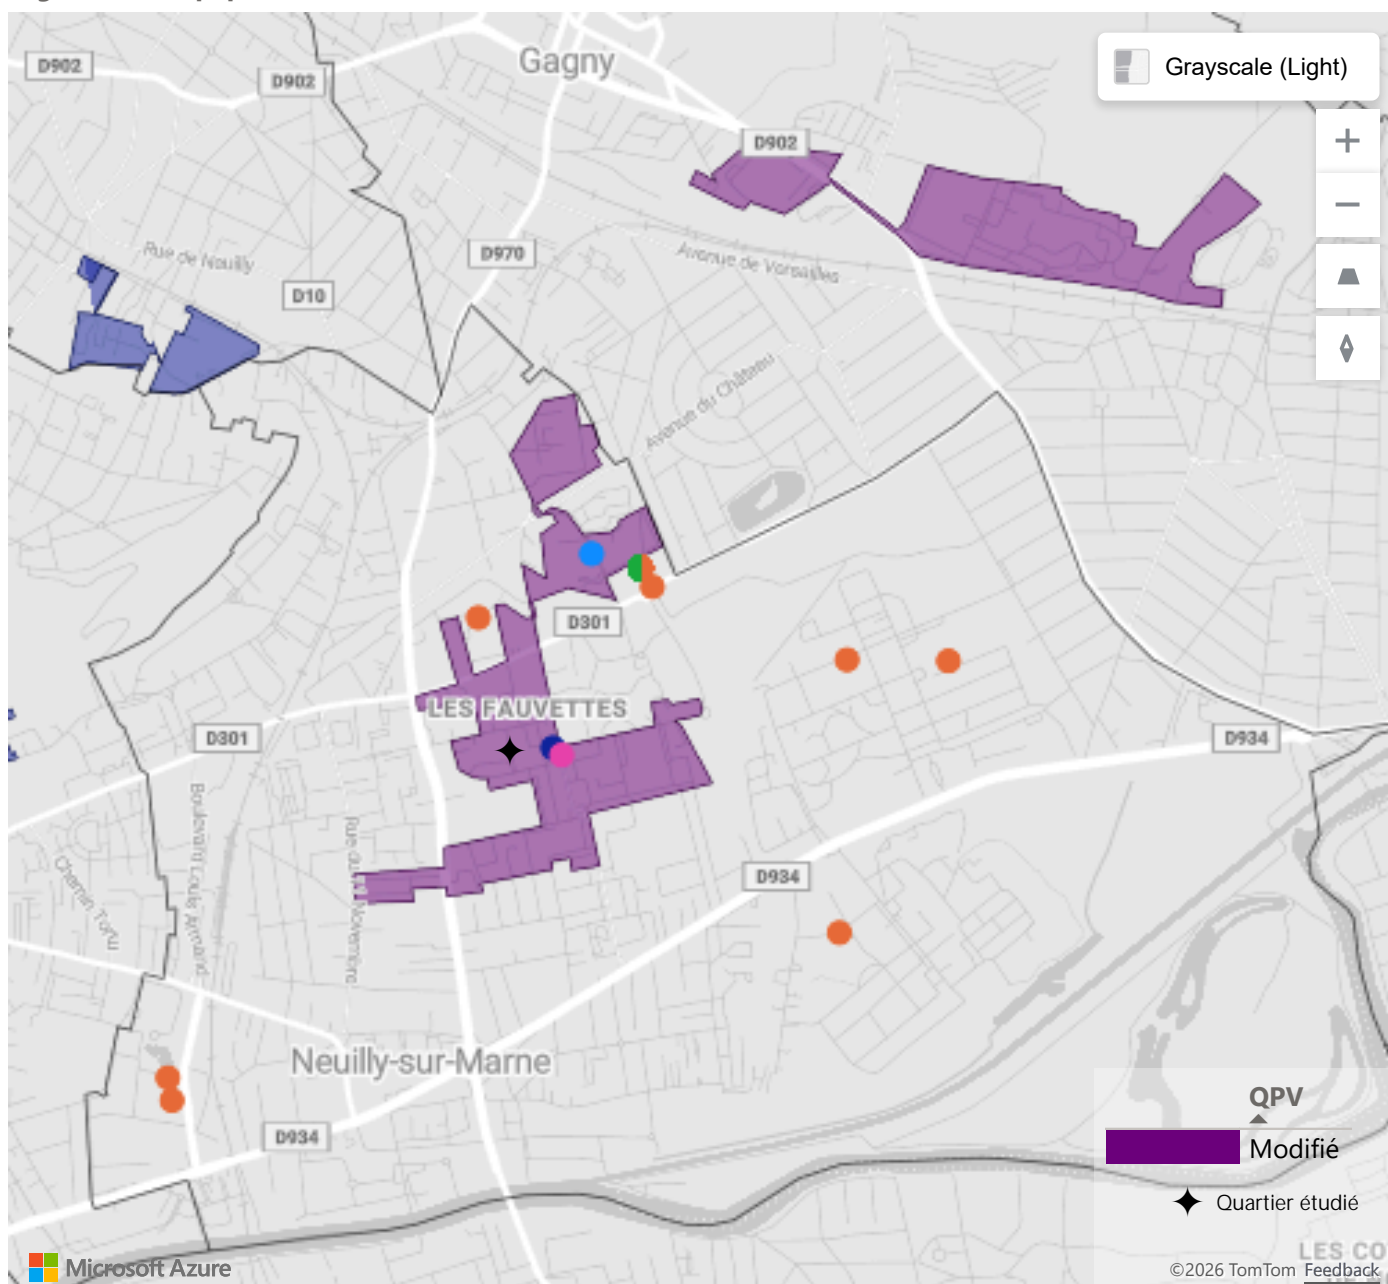 Gagny
Grayscale (Light)
D902
D902
D902
D970
Rue de Neuilly
D10
Avenue de Versailles
Avenue du Château
D301
LES FAUVETTES
D301
D934
Boulevard Louis Armand
Rue du 11 Novembre
Chemin Tortu
D934
Neuilly-sur-Marne
D934
QPV
Modifié
Quartier étudié
LES CO
Microsoft Azure
©2026 TomTom Feedback